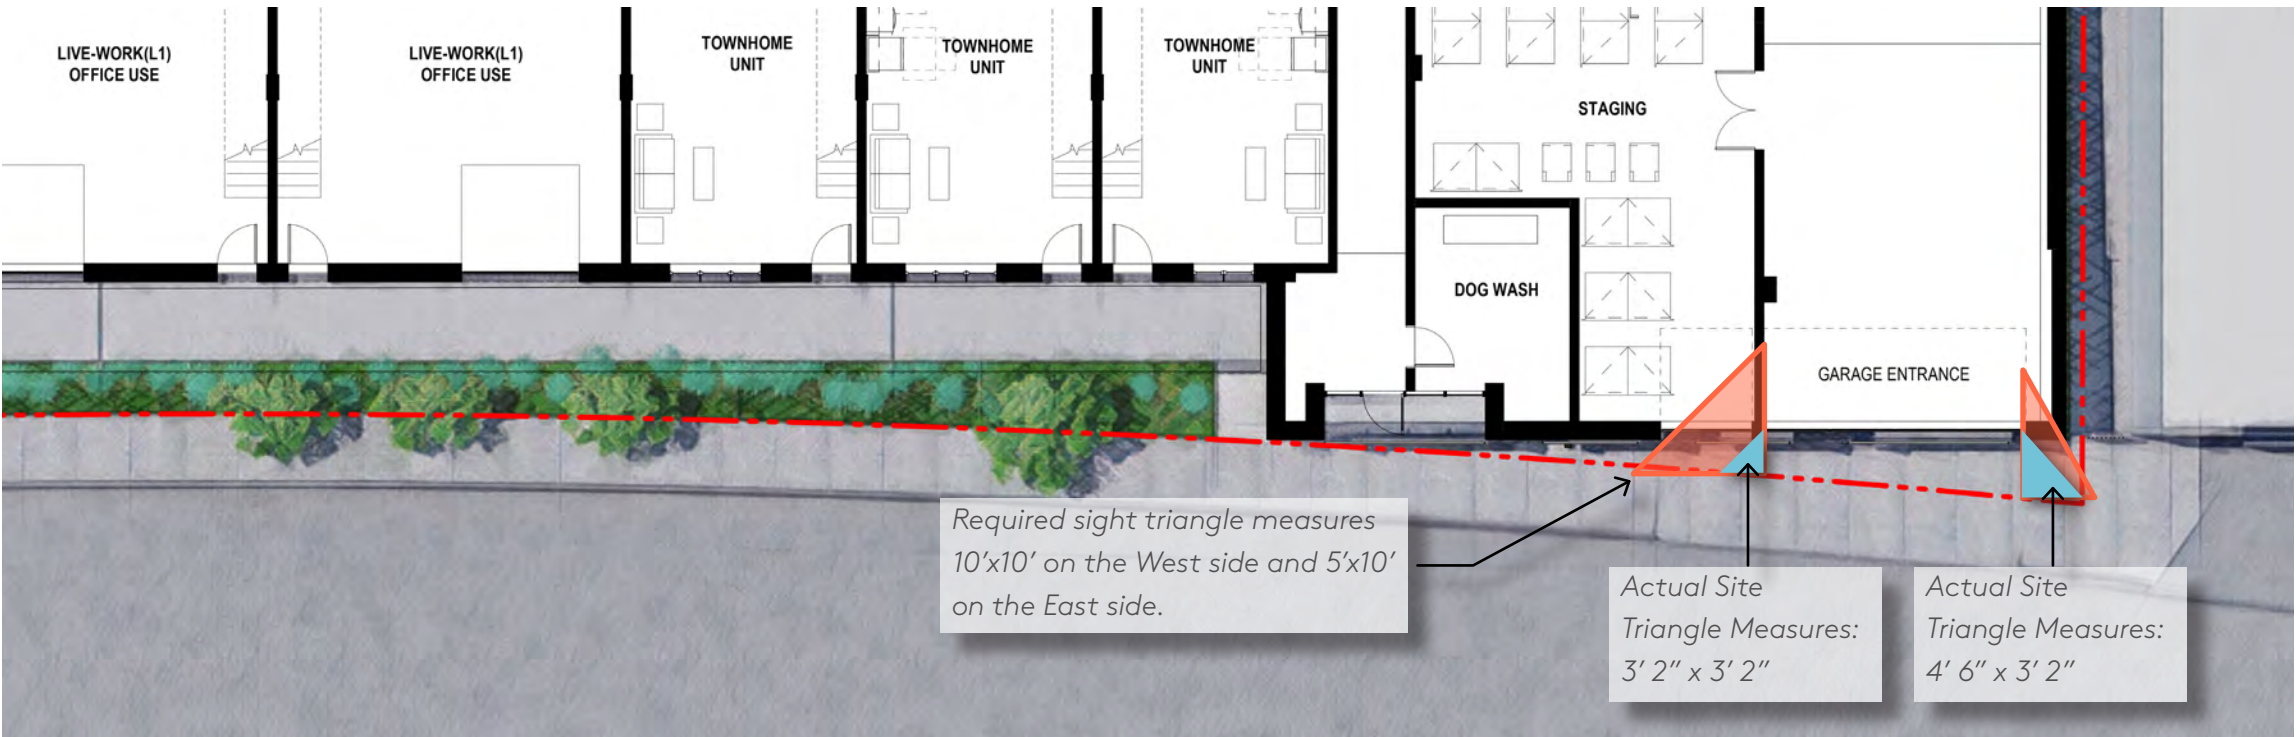 LIVE-WORK(L1)
OFFICE USE
LIVE-WORK(L1)
OFFICE USE
TOWNHOME
UNIT
TOWNHOME
UNIT
TOWNHOME
UNIT
STAGING
DOG WASH
GARAGE ENTRANCE
Required sight triangle measures
10'x10' on the West side and 5'x10'
on the East side.
Actual Site
Triangle Measures:
3' 2" x 3' 2"
Actual Site
Triangle Measures:
4' 6" x 3' 2"